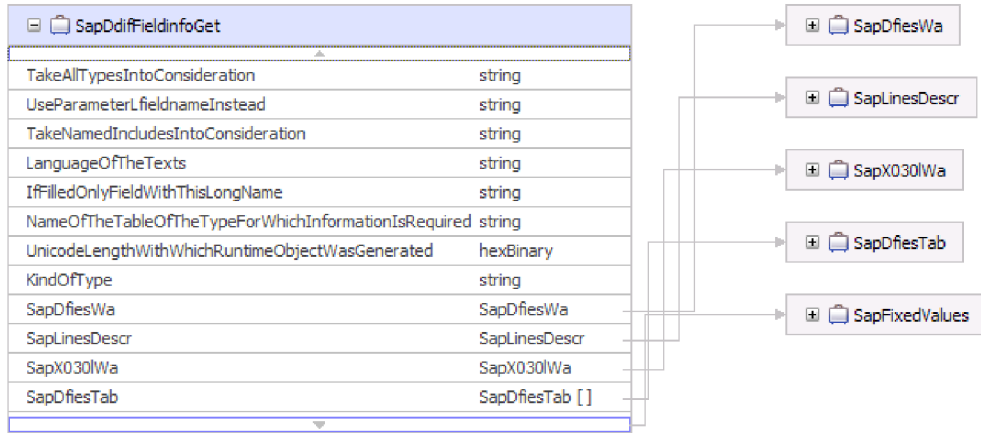 SapDdifFieldinfoGet
TakeAllTypesIntoConsideration string
UseParameterLfieldnameInstead string
TakeNamedIncludesIntoConsideration string
LanguageOfTheTexts string
IfFilledOnlyFieldWithThisLongName string
NameOfTheTableOfTheTypeForWhichInformationIsRequired string
UnicodeLengthWithWhichRuntimeObjectWasGenerated hexBinary
KindOfType string
SapDfiesWa SapDfiesWa
SapLinesDescr SapLinesDescr
SapX030lWa SapX030lWa
SapDfiesTab SapDfiesTab []
SapDfiesWa
SapLinesDescr
SapX030lWa
SapDfiesTab
SapFixedValues